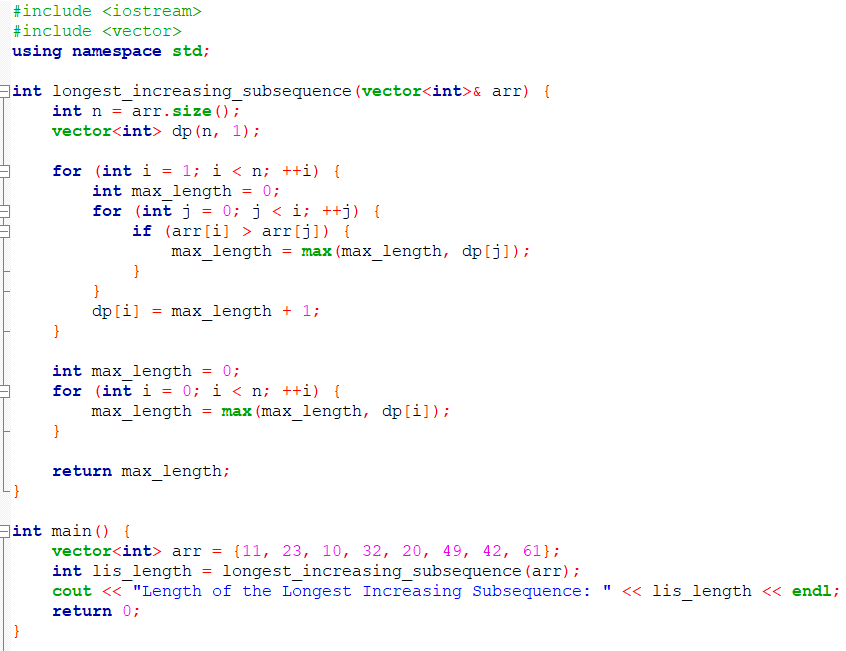 #include <iostream>
#include <vector>
using namespace std;

int longest_increasing_subsequence(vector<int>& arr) {
    int n = arr.size();
    vector<int> dp(n, 1);

    for (int i = 1; i < n; ++i) {
        int max_length = 0;
        for (int j = 0; j < i; ++j) {
            if (arr[i] > arr[j]) {
                max_length = max(max_length, dp[j]);
            }
        }
        dp[i] = max_length + 1;
    }

    int max_length = 0;
    for (int i = 0; i < n; ++i) {
        max_length = max(max_length, dp[i]);
    }

    return max_length;
}

int main() {
    vector<int> arr = {11, 23, 10, 32, 20, 49, 42, 61};
    int lis_length = longest_increasing_subsequence(arr);
    cout << "Length of the Longest Increasing Subsequence: " << lis_length << endl;
    return 0;
}